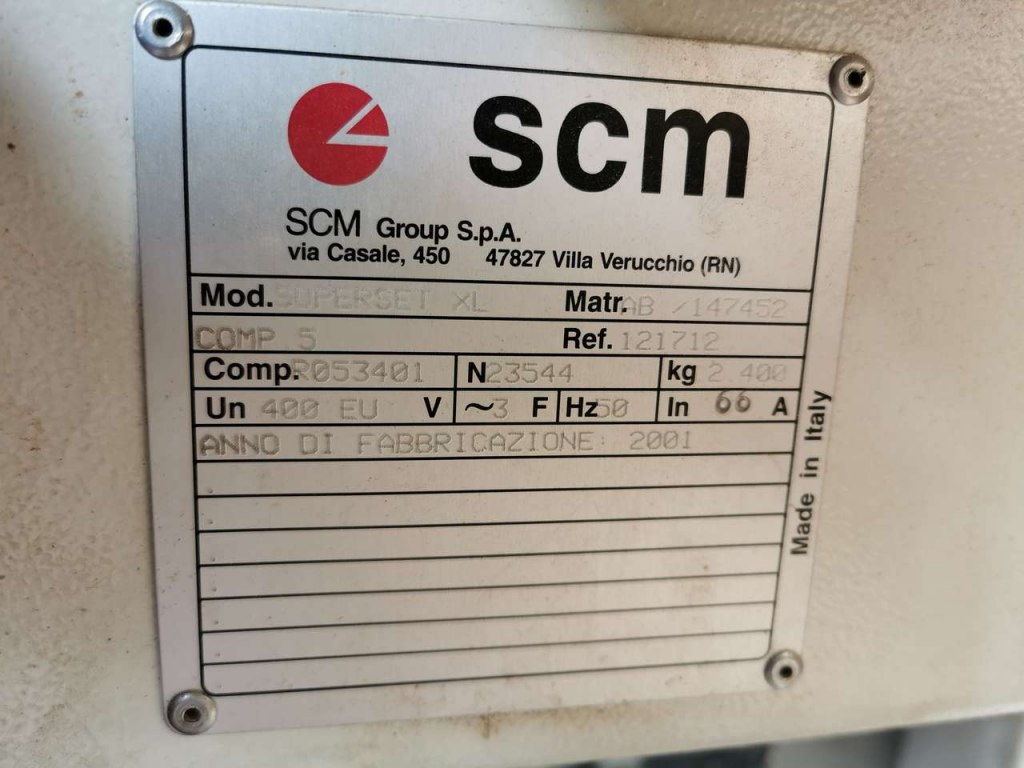 scm
SCM Group S.p.A.
via Casale, 450 47827 Villa Verucchio (RN)
Mod. SUPERSET XL Matr. AB /147452
COMP.5 Ref. 121712
Comp. R053401 N 23544 kg 2.400
Un 400 EU V ~3 F Hz 50 In 66 A
ANNO DI FABBRICAZIONE: 2001
Made in Italy